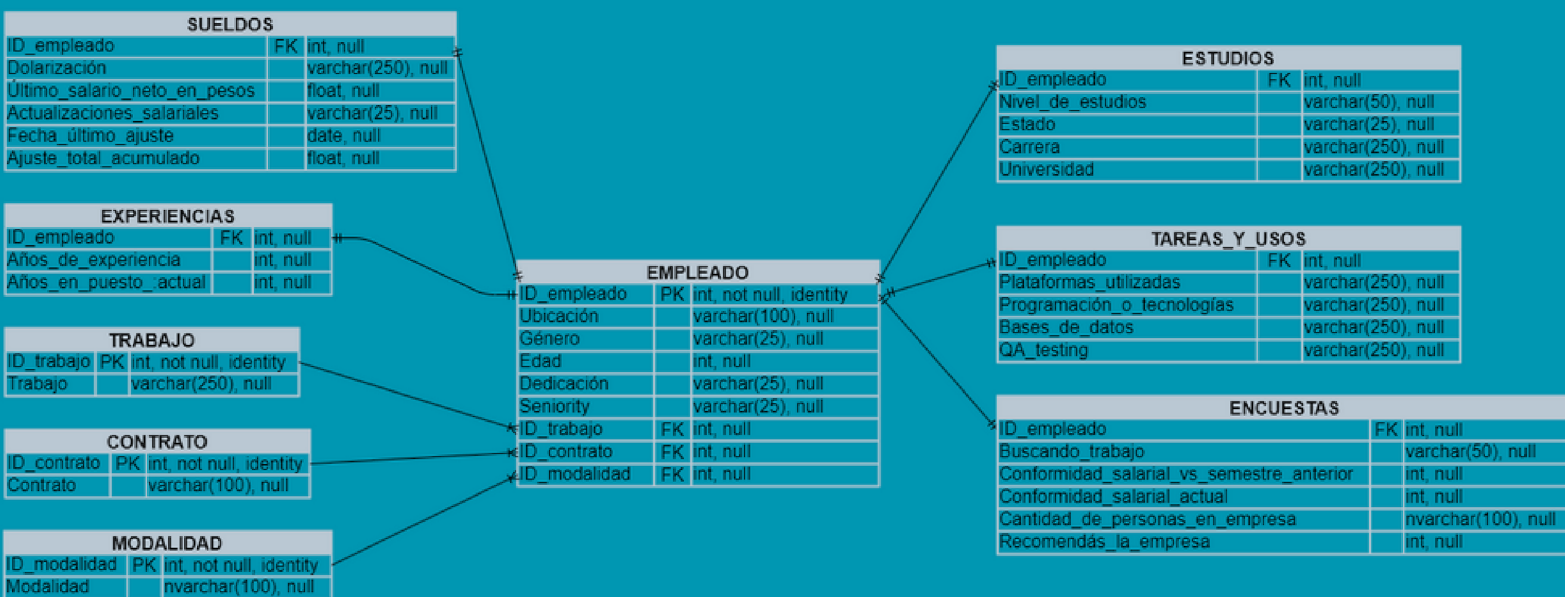 SUELDOS
ID_empleado FK int, null
Dolarización varchar(250), null
Último_salario_neto_en_pesos float, null
Actualizaciones_salariales varchar(25), null
Fecha_último_ajuste date, null
Ajuste_total_acumulado float, null
EXPERIENCIAS
ID_empleado FK int, null
Años_de_experiencia int, null
Años_en_puesto_:actual int, null
TRABAJO
ID_trabajo PK int, not null, identity
Trabajo varchar(250), null
CONTRATO
ID_contrato PK int, not null, identity
Contrato varchar(100), null
MODALIDAD
ID_modalidad PK int, not null, identity
Modalidad nvarchar(100), null
EMPLEADO
ID_empleado PK int, not null, identity
Ubicación varchar(100), null
Género varchar(25), null
Edad int, null
Dedicación varchar(25), null
Seniority varchar(25), null
ID_trabajo FK int, null
ID_contrato FK int, null
ID_modalidad FK int, null
ESTUDIOS
ID_empleado FK int, null
Nivel_de_estudios varchar(50), null
Estado varchar(25), null
Carrera varchar(250), null
Universidad varchar(250), null
TAREAS_Y_USOS
ID_empleado FK int, null
Plataformas_utilizadas varchar(250), null
Programación_o_tecnologías varchar(250), null
Bases_de_datos varchar(250), null
QA_testing varchar(250), null
ENCUESTAS
ID_empleado FK int, null
Buscando_trabajo varchar(50), null
Conformidad_salarial_vs_semestre_anterior int, null
Conformidad_salarial_actual int, null
Cantidad_de_personas_en_empresa nvarchar(100), null
Recomendás_la_empresa int, null